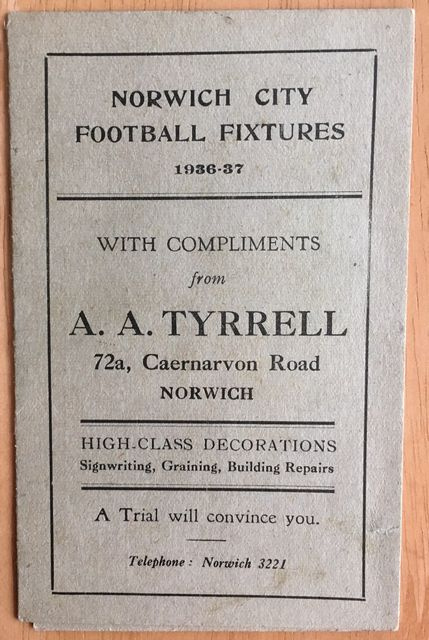 NORWICH CITY
FOOTBALL FIXTURES
1936-37
WITH COMPLIMENTS
from
A. A. TYRRELL
72a, Caernarvon Road
NORWICH
HIGH-CLASS DECORATIONS
Signwriting, Graining, Building Repairs
A Trial will convince you.
Telephone : Norwich 3221